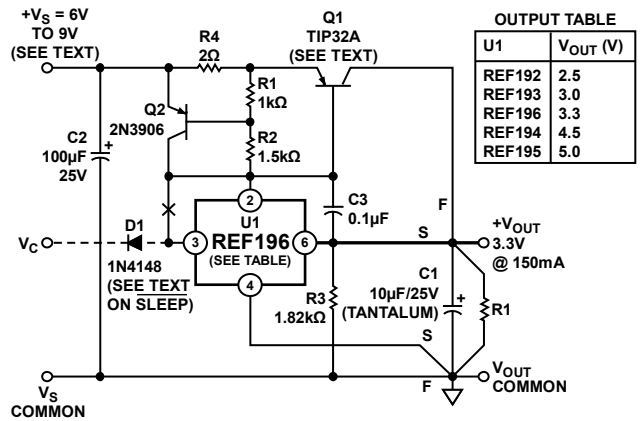 +VS = 6V
TO 9V
(SEE TEXT)
R4
2Ω
Q1
TIP32A
(SEE TEXT)
OUTPUT TABLE
U1 VOUT (V)
REF192 2.5
REF193 3.0
REF196 3.3
REF194 4.5
REF195 5.0
R1
1kΩ
Q2
2N3906
R2
1.5kΩ
C2
100µF
25V
+
2
U1
REF196
(SEE TABLE)
3
6
4
C3
0.1µF
F
S
+VOUT
3.3V
@ 150mA
VC
D1
1N4148
(SEE TEXT
ON SLEEP)
R3
1.82kΩ
C1
10µF/25V
(TANTALUM)
+
R1
S
F
VS
COMMON
VOUT
COMMON